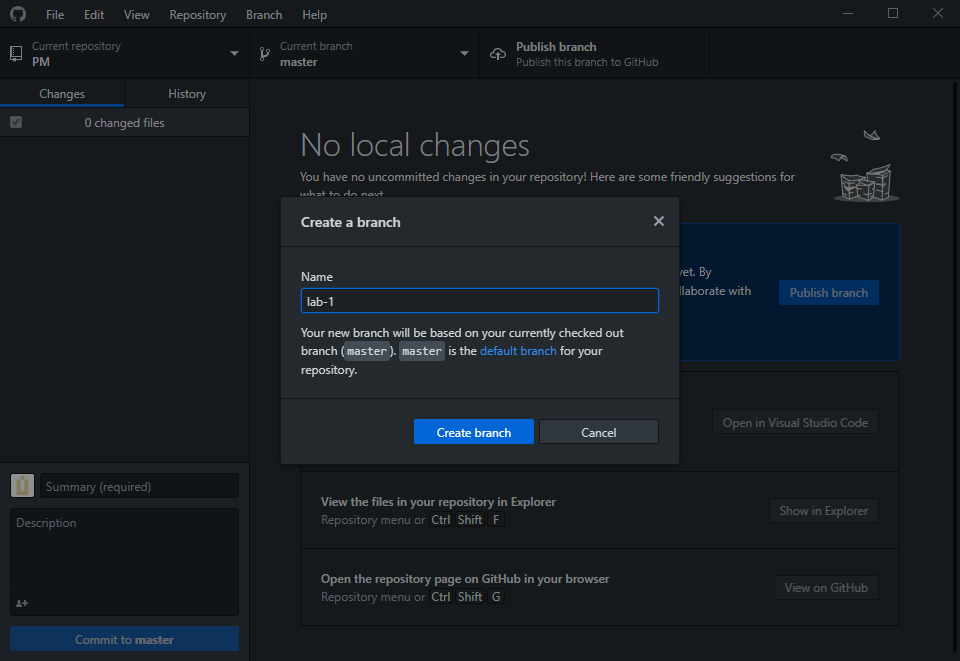 File Edit View Repository Branch Help
Current repository
PM
Current branch
master
Publish branch
Publish this branch to GitHub
Changes History
0 changed files
No local changes
You have no uncommitted changes in your repository! Here are some friendly suggestions for
what to do next
Create a branch
Name
lab-1
Your new branch will be based on your currently checked out
branch (master). master is the default branch for your
repository.
Create branch Cancel
yet. By
with
Publish branch
Open in Visual Studio Code
View the files in your repository in Explorer
Repository menu or Ctrl Shift F
Show in Explorer
Open the repository page on GitHub in your browser
Repository menu or Ctrl Shift G
View on GitHub
Summary (required)
Description
Commit to master